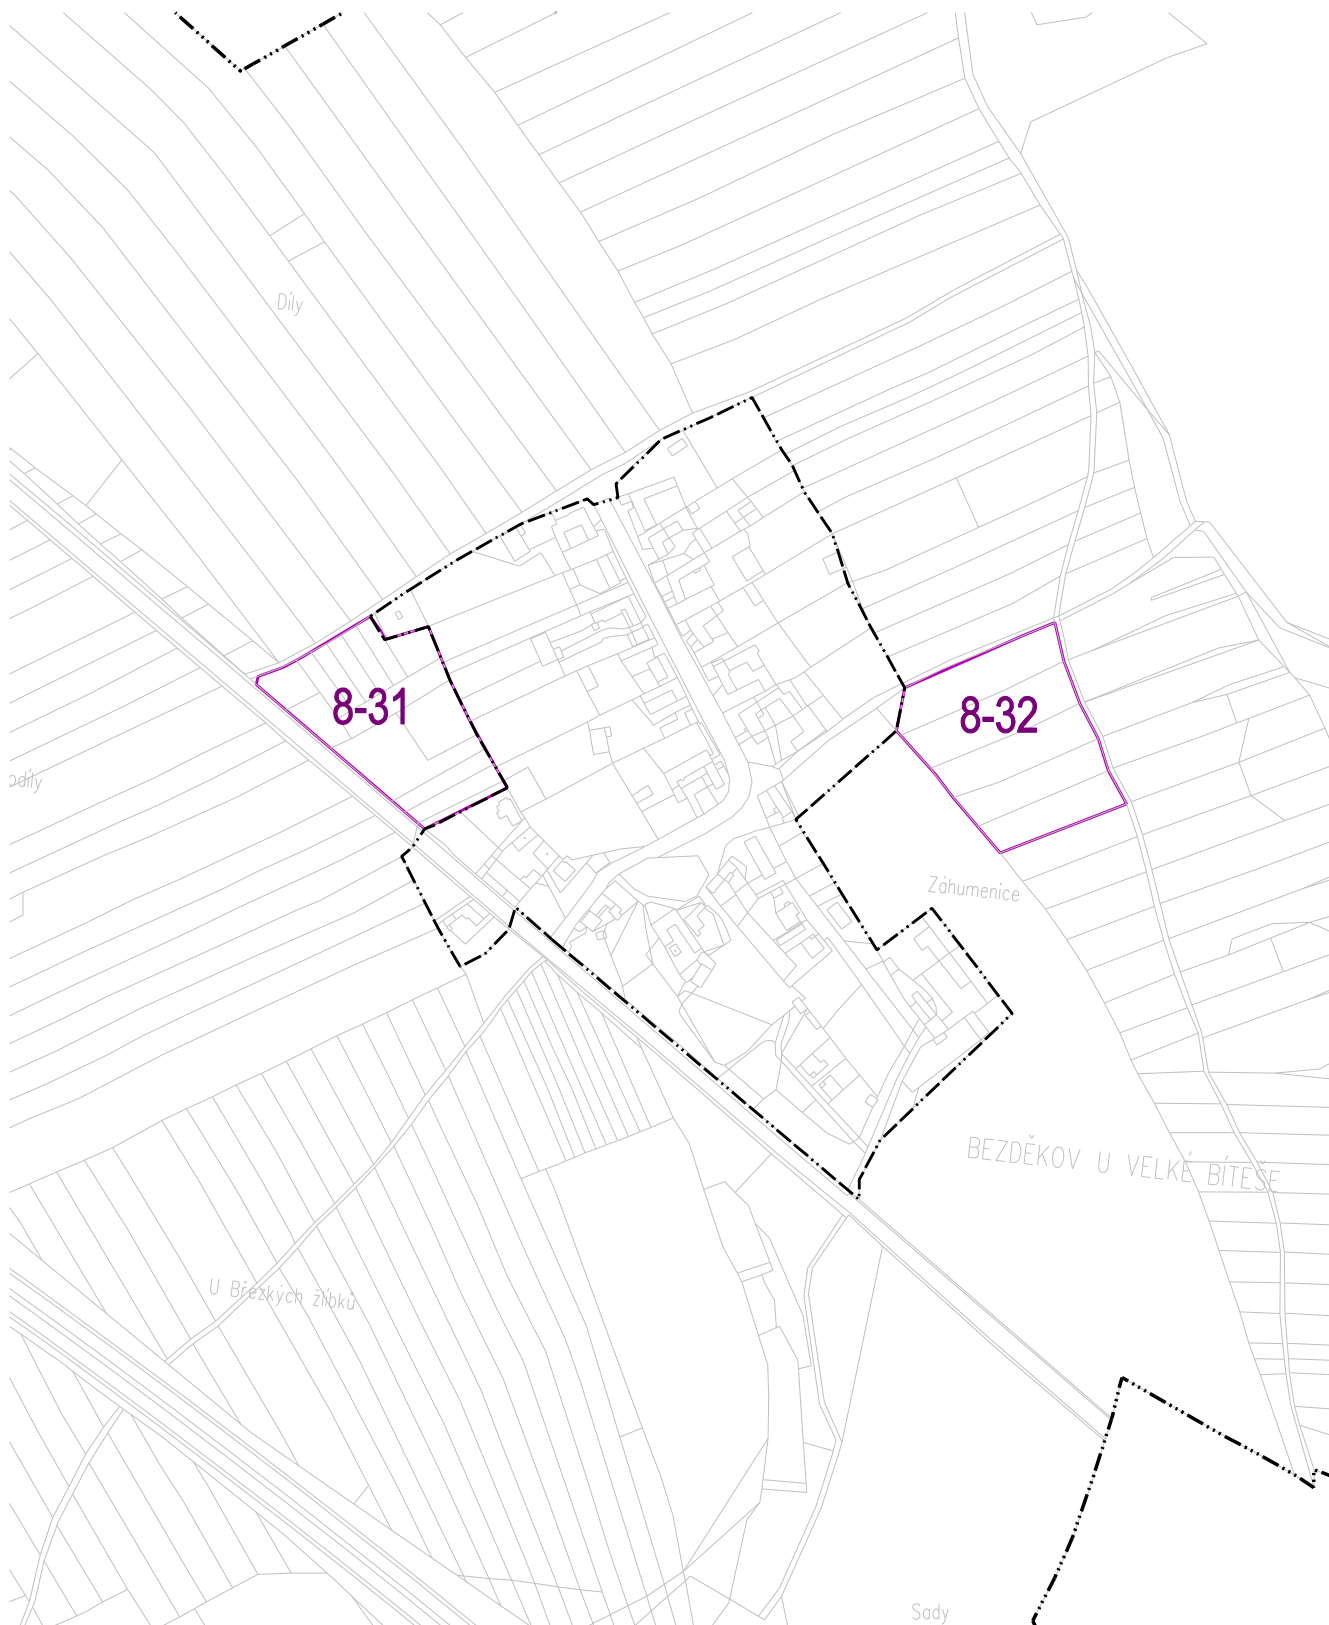 Díly
8-31
8-32
odíly
Záhumenice
BEZDĚKOV U VELKÉ BÍTEŠE
U Březkých žlíbků
Sady